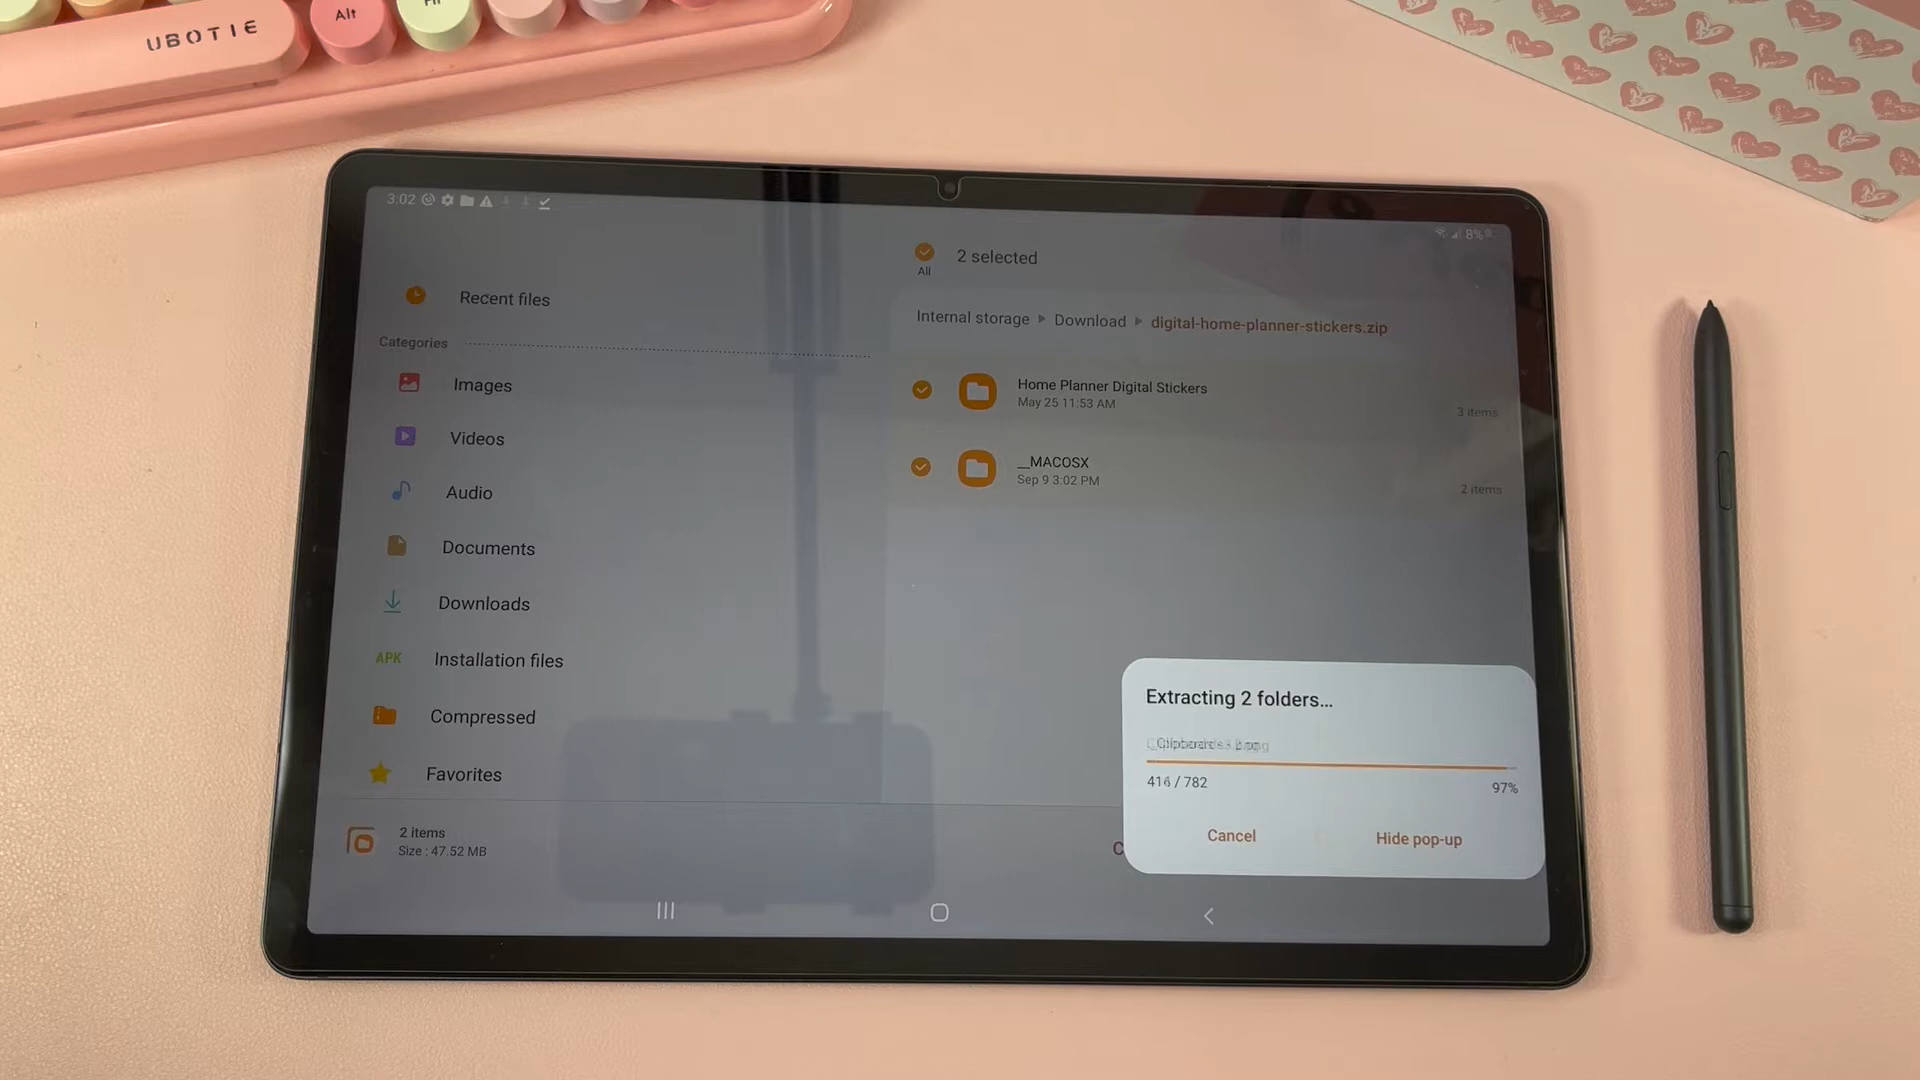 Alt
UBOTIE
3:02
8%
All
2 selected
Recent files
Internal storage Download digital-home-planner-stickers.zip
Categories
Images
Home Planner Digital Stickers
May 25 11:53 AM
3 items
Videos
__MACOSX
Sep 9 3:02 PM
2 items
Audio
Documents
Downloads
APK Installation files
Compressed
Favorites
Extracting 2 folders...
416 / 782
97%
Cancel
Hide pop-up
2 items
Size : 47.52 MB
C